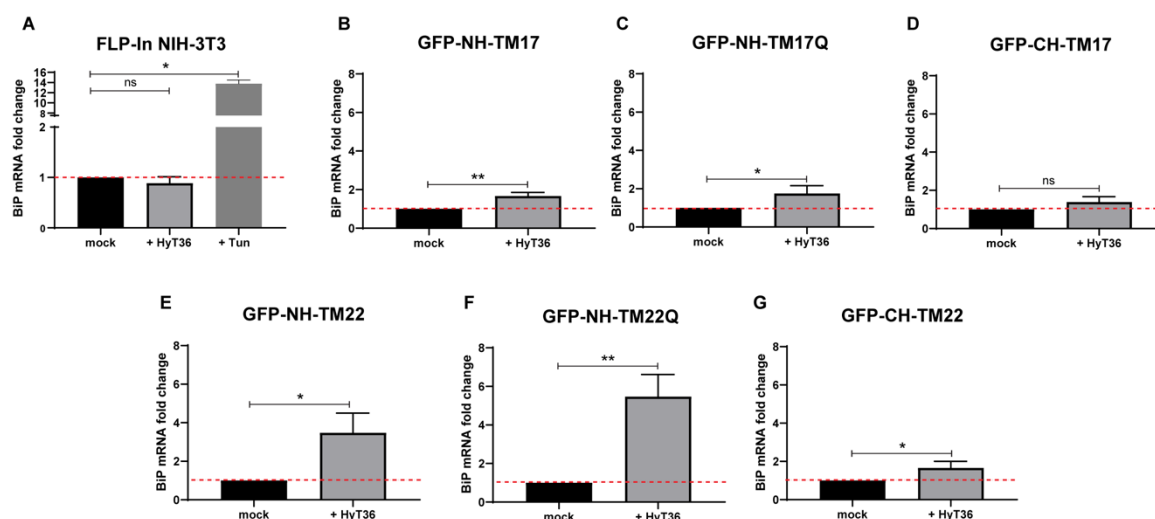 A
FLP-In NIH-3T3
BiP mRNA fold change
16
14
12
10
8
2
1
0
*
ns
mock
+ HyT36
+ Tun
B
GFP-NH-TM17
BiP mRNA fold change
8
6
4
2
0
**
mock
+ HyT36
C
GFP-NH-TM17Q
BiP mRNA fold change
8
6
4
2
0
*
mock
+ HyT36
D
GFP-CH-TM17
BiP mRNA fold change
8
6
4
2
0
ns
mock
+ HyT36
E
GFP-NH-TM22
BiP mRNA fold change
8
6
4
2
0
*
mock
+ HyT36
F
GFP-NH-TM22Q
BiP mRNA fold change
8
6
4
2
0
**
mock
+ HyT36
G
GFP-CH-TM22
BiP mRNA fold change
8
6
4
2
0
*
mock
+ HyT36